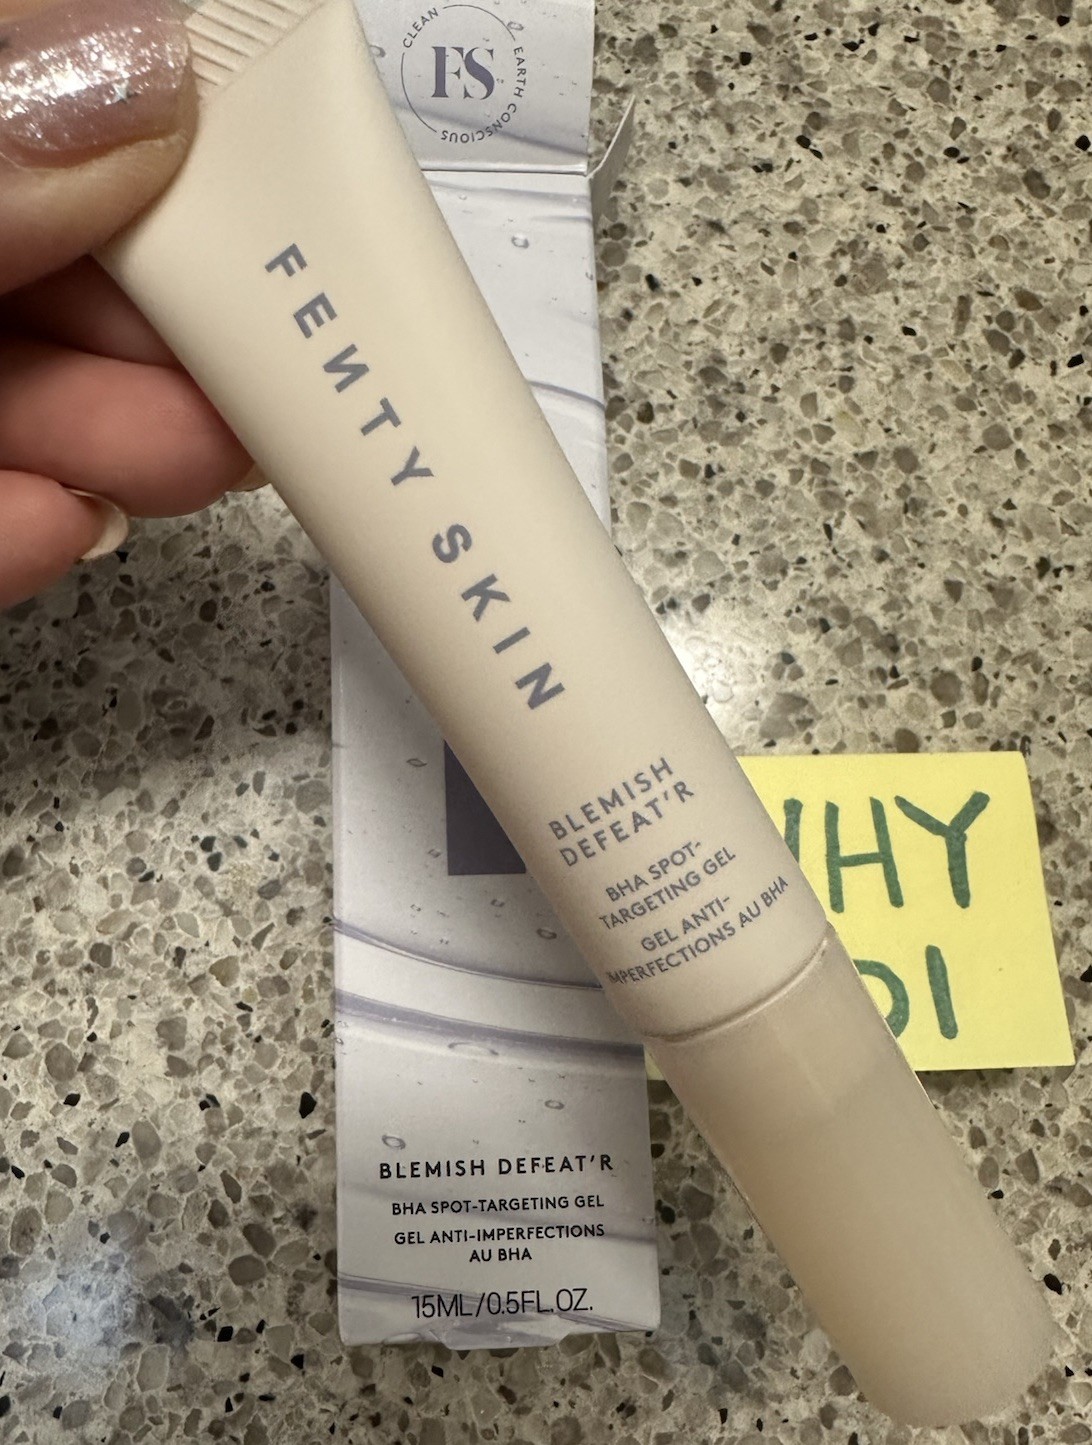 CLEAN
EARTH CONSCIOUS
FS
FENTY SKIN
BLEMISH
DEFEAT'R
BHA SPOT-
TARGETING GEL
GEL ANTI-
IMPERFECTIONS AU BHA
BLEMISH DEFEAT'R
BHA SPOT-TARGETING GEL
GEL ANTI-IMPERFECTIONS
AU BHA
15ML/0.5FL.OZ.
WHY